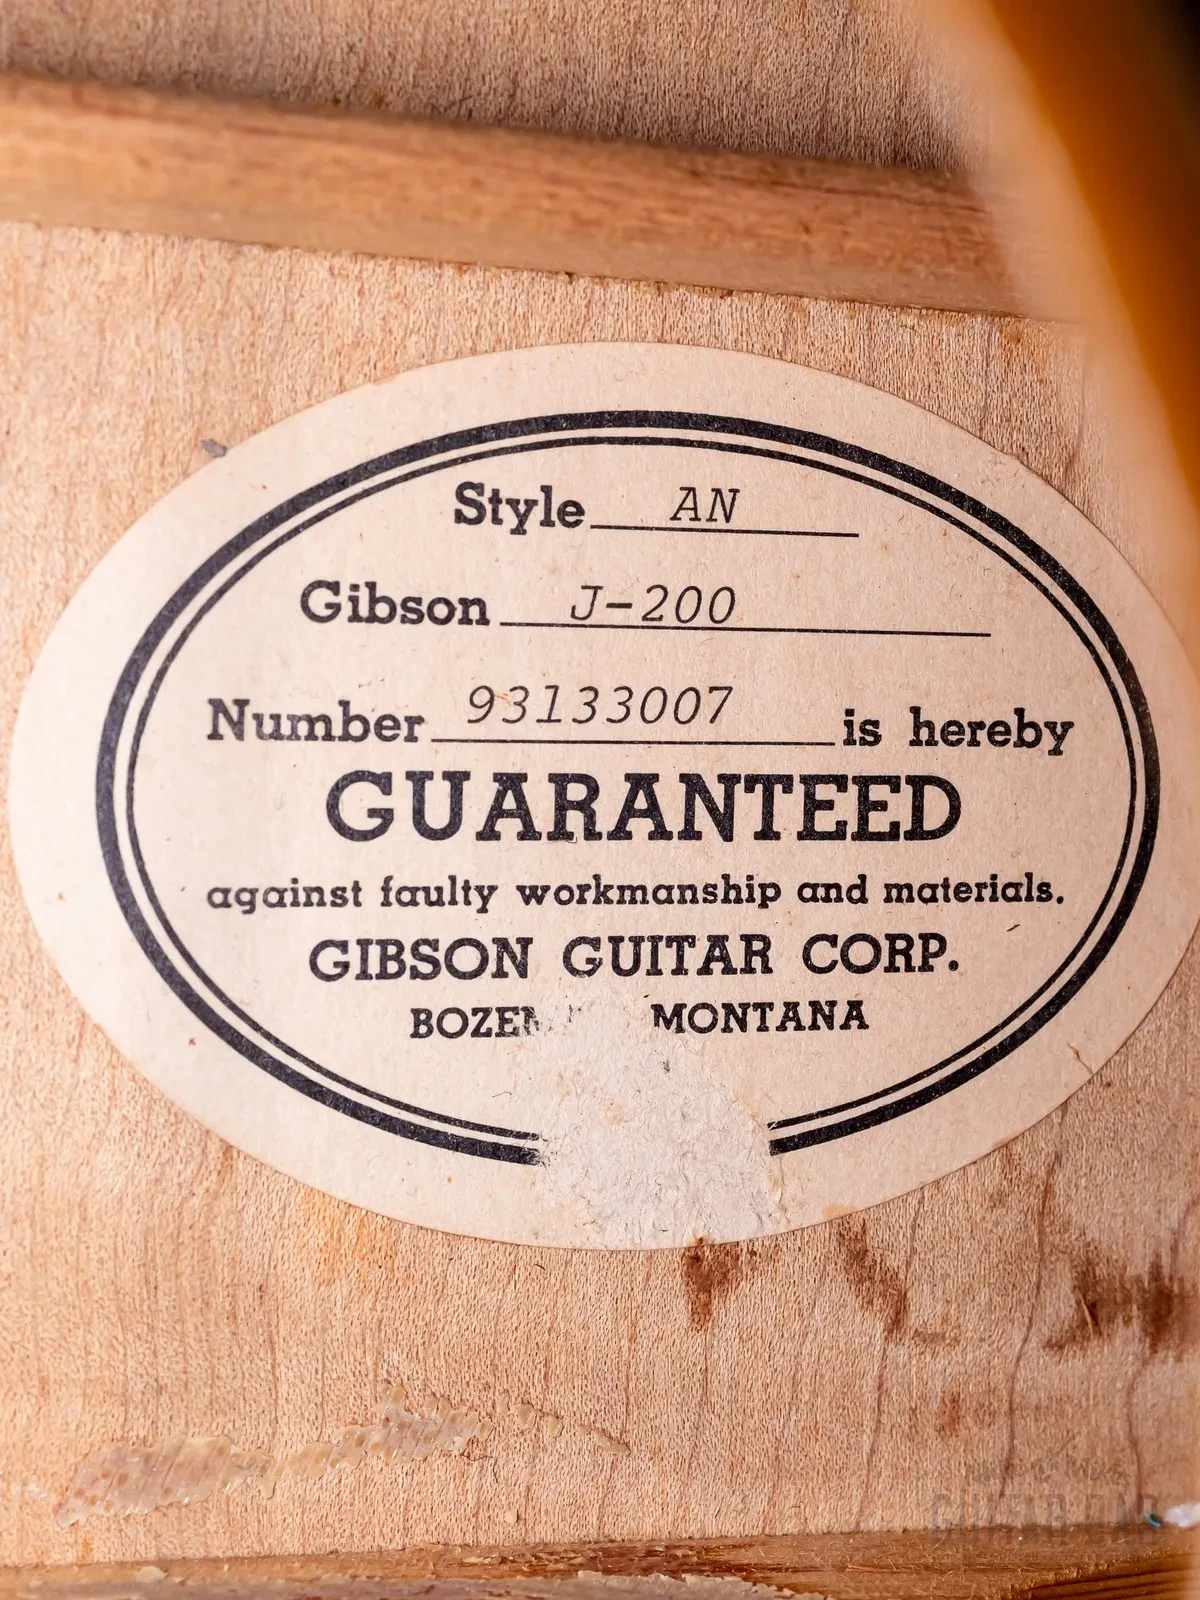 Style AN
Gibson J-200
Number 93133007 is hereby
GUARANTEED
against faulty workmanship and materials.
GIBSON GUITAR CORP.
MONTANA